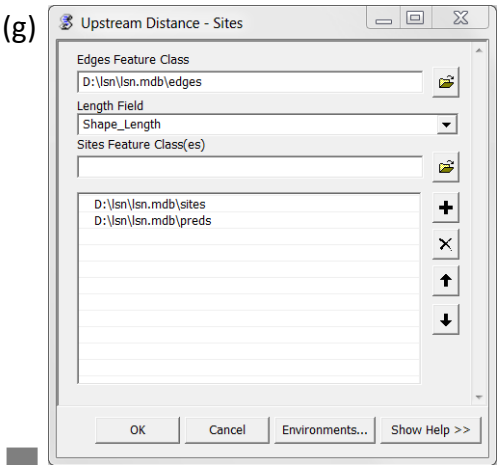 (g)
Upstream Distance - Sites
Edges Feature Class
D:\lsn\lsn.mdb\edges
Length Field
Shape_Length
Sites Feature Class(es)
D:\lsn\lsn.mdb\sites
D:\lsn\lsn.mdb\preds
OK Cancel Environments... Show Help >>